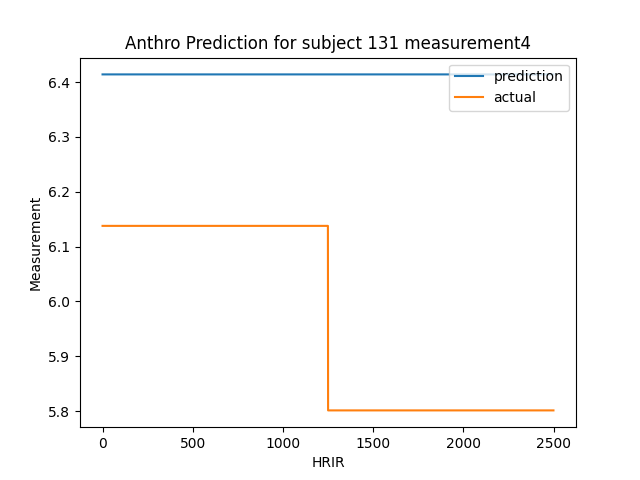 Anthro Prediction for subject 131 measurement4
prediction
actual
6.4
6.3
6.2
6.1
6.0
5.9
5.8
Measurement
0 500 1000 1500 2000 2500
HRIR